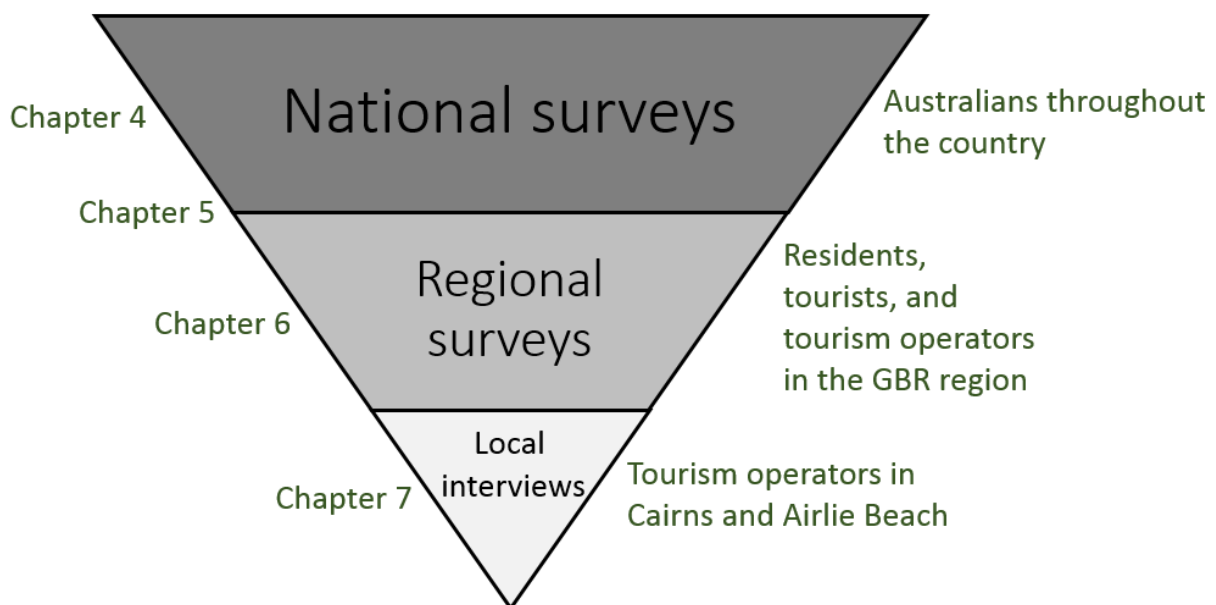 Chapter 4
National surveys
Australians throughout
the country
Chapter 5
Regional
surveys
Chapter 6
Residents,
tourists, and
tourism operators
in the GBR region
Local
interviews
Chapter 7
Tourism operators in
Cairns and Airlie Beach